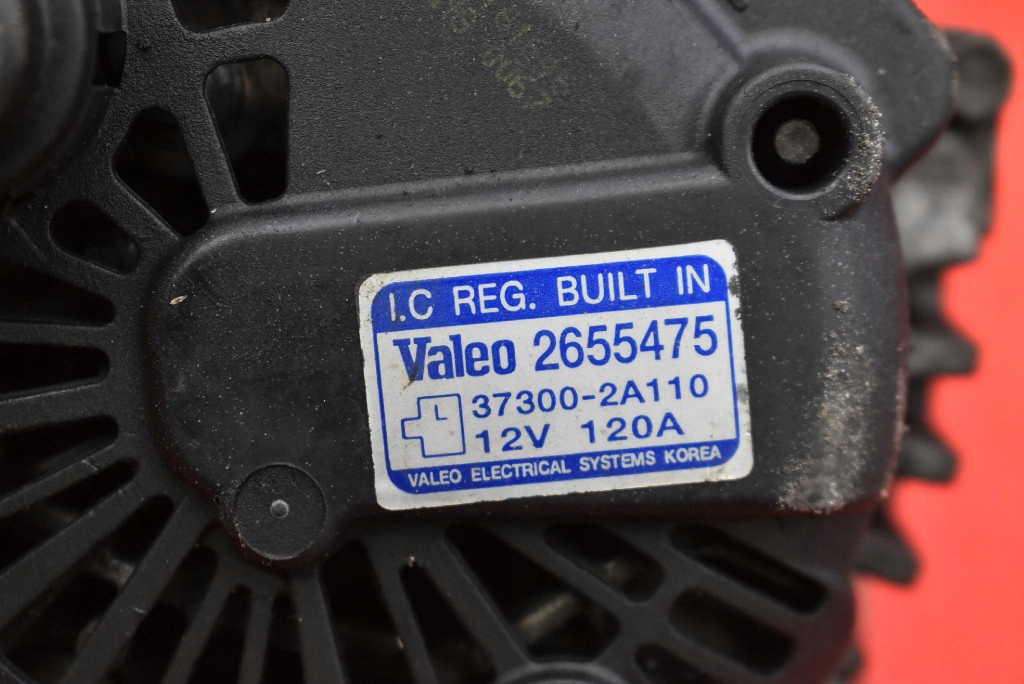 I.C REG. BUILT IN
Valeo 2655475
L
37300-2A110
12V 120A
VALEO ELECTRICAL SYSTEMS KOREA